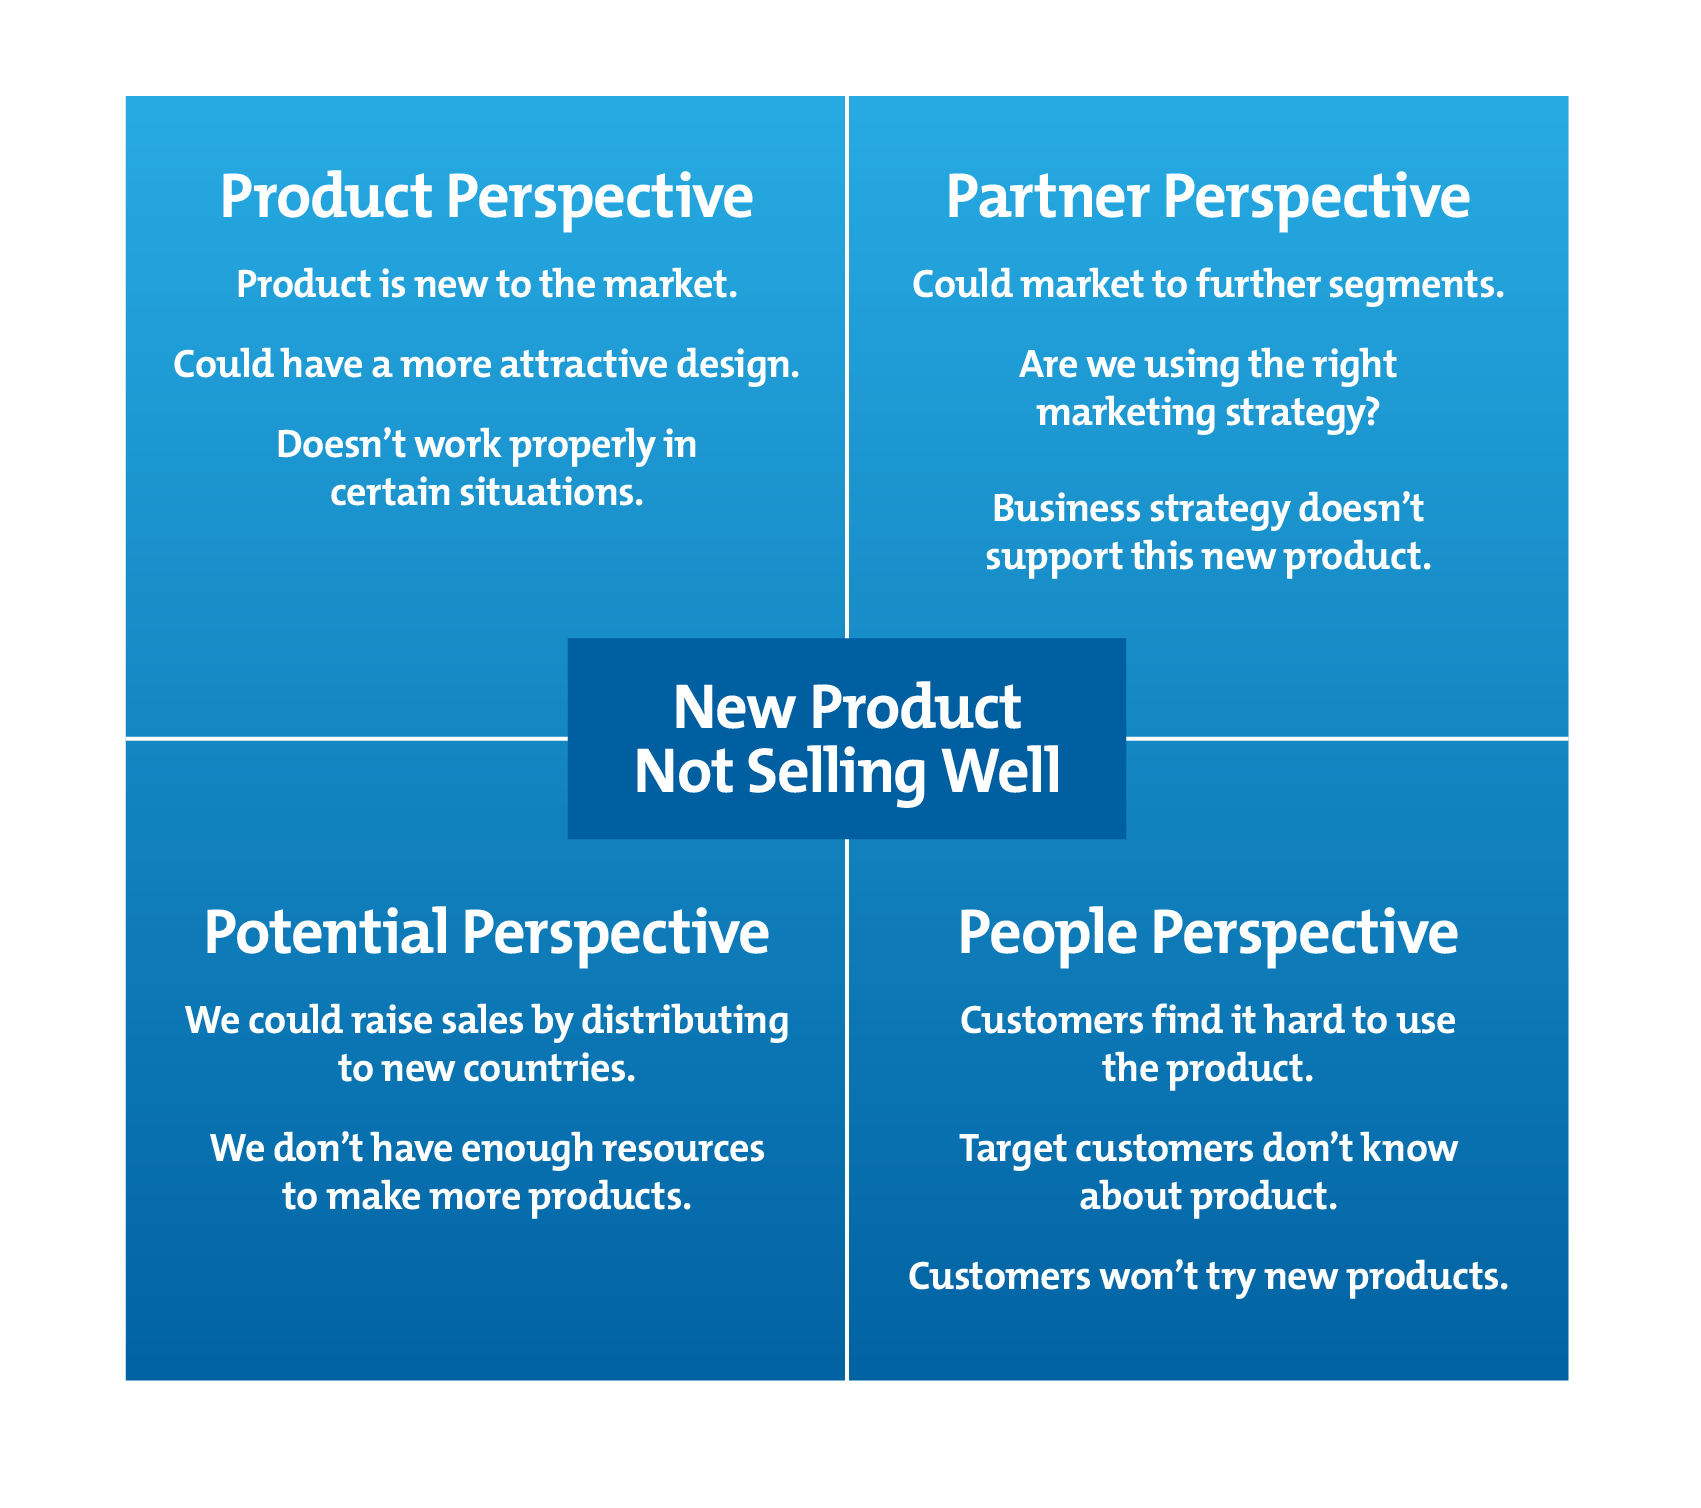 Product Perspective
Product is new to the market.
Could have a more attractive design.
Doesn’t work properly in
certain situations.
Partner Perspective
Could market to further segments.
Are we using the right
marketing strategy?
Business strategy doesn’t
support this new product.
New Product
Not Selling Well
Potential Perspective
We could raise sales by distributing
to new countries.
We don’t have enough resources
to make more products.
People Perspective
Customers find it hard to use
the product.
Target customers don’t know
about product.
Customers won’t try new products.